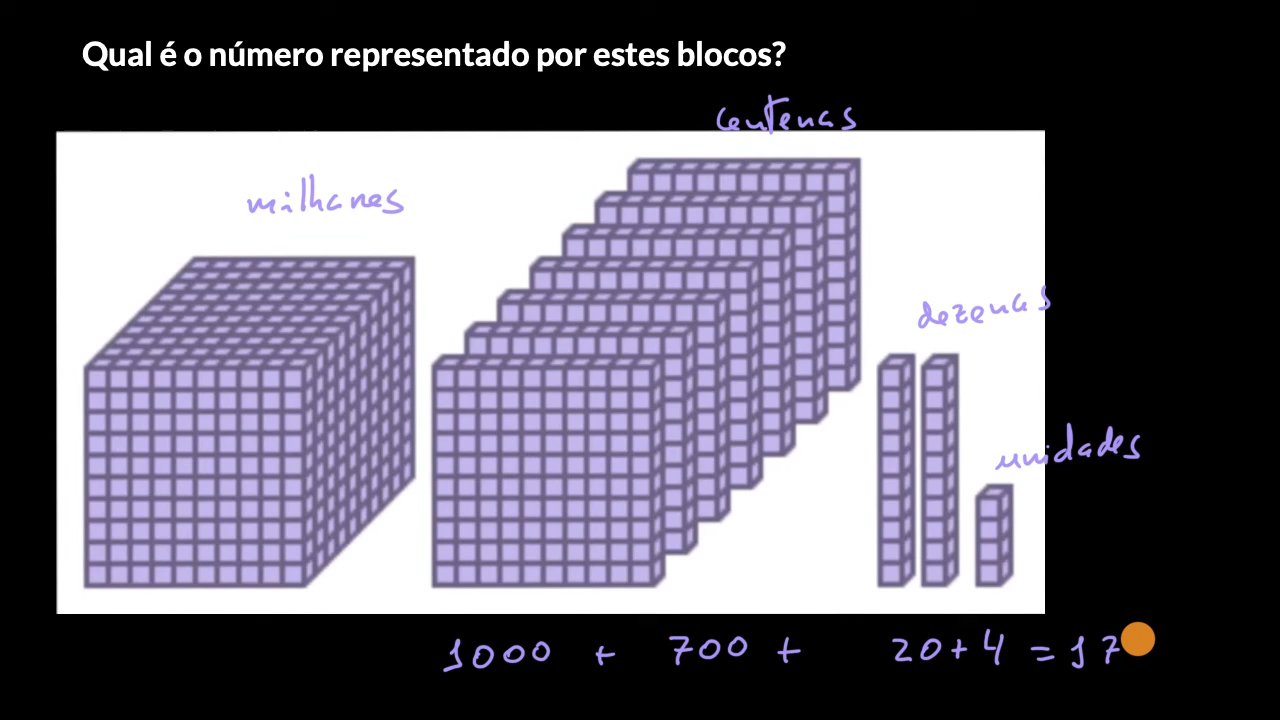 Qual é o número representado por estes blocos?
centenas
milhares
dezenas
unidades
1000 + 700 + 20 + 4 = 17